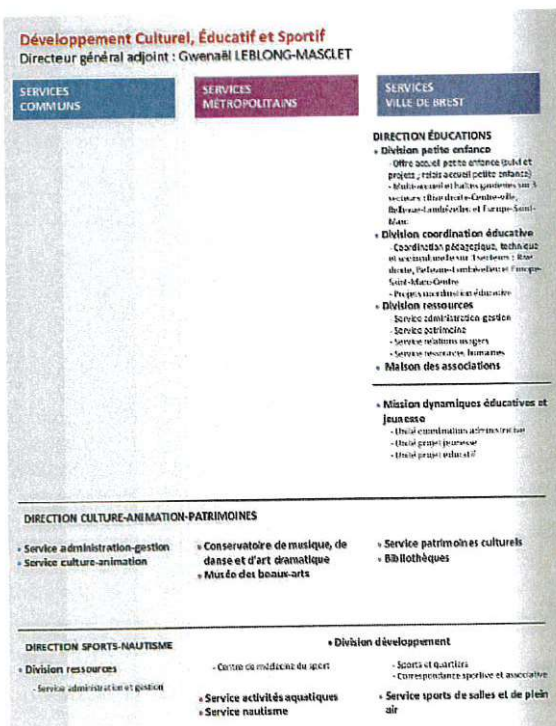 Développement Culturel, Éducatif et Sportif
Directeur général adjoint : Gwenaël LEBLONG-MASCLET
SERVICES
COMMUNS
SERVICES
MÉTROPOLITAINS
SERVICES
VILLE DE BREST
DIRECTION ÉDUCATIONS
• Division petite enfance
- Offre accueil petite enfance (suivi et
projets ; relais accueil petite enfance)
- Multi-accueil et haltes garderies sur 3
secteurs : Rive droite-Centre-ville,
Bellevue-Lambézellec et Europe-Saint-
Marc
• Division coordination éducative
- Coordination pédagogique, technique
et socioculturelle sur 3 secteurs : Rive
droite, Bellevue-Lambézellec et Europe-
Saint-Marc-Centre
- Projets coordination éducative
• Division ressources
- Service administration gestion
- Service patrimoine
- Service relations usagers
- Service ressources humaines
• Maison des associations
• Mission dynamiques éducatives et
jeunesse
- Unité coordination administrative
- Unité projet jeunesse
- Unité projet éducatif
DIRECTION CULTURE-ANIMATION-PATRIMOINES
• Service administration-gestion
• Service culture-animation
• Conservatoire de musique, de
danse et d'art dramatique
• Musée des beaux-arts
• Service patrimoines culturels
• Bibliothèques
DIRECTION SPORTS-NAUTISME
• Division ressources
- Service administration et gestion
• Division développement
- Centre de médecine du sport
- Sports et quartiers
- Correspondance sportive et associative
• Service activités aquatiques
• Service nautisme
• Service sports de salles et de plein
air